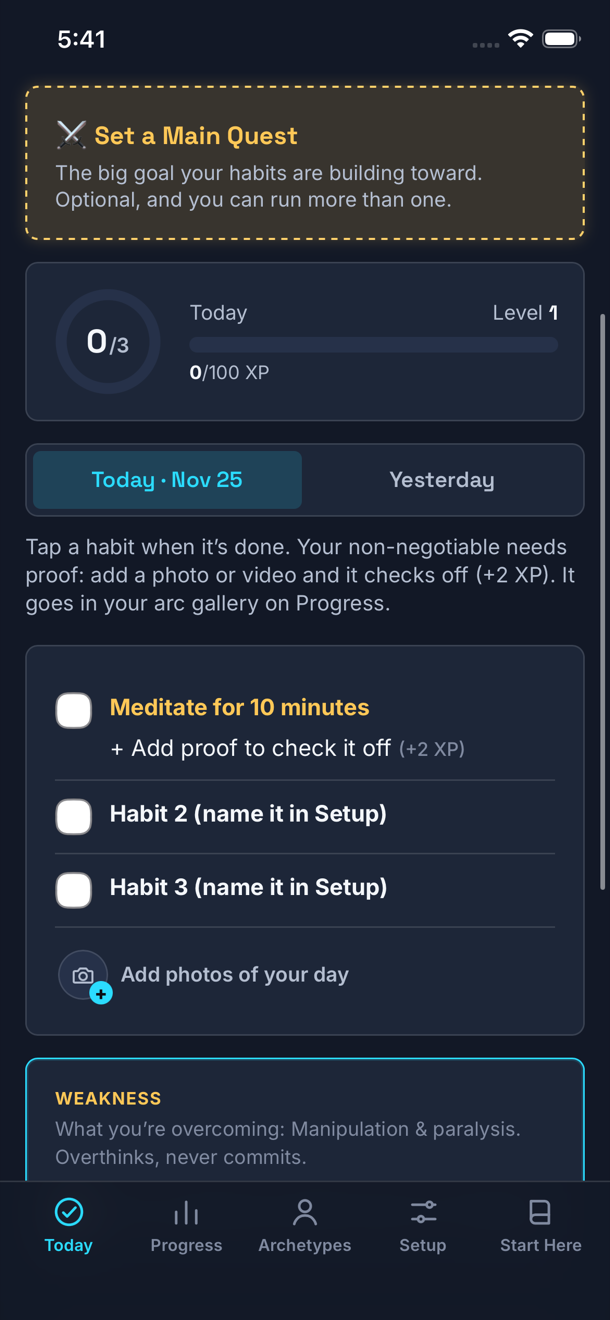 5:41
Set a Main Quest
The big goal your habits are building toward.
Optional, and you can run more than one.
0/3
Today
Level 1
0/100 XP
Today · Nov 25
Yesterday
Tap a habit when it’s done. Your non-negotiable needs
proof: add a photo or video and it checks off (+2 XP). It
goes in your arc gallery on Progress.
Meditate for 10 minutes
+ Add proof to check it off (+2 XP)
Habit 2 (name it in Setup)
Habit 3 (name it in Setup)
Add photos of your day
WEAKNESS
What you’re overcoming: Manipulation & paralysis.
Overthinks, never commits.
Today
Progress
Archetypes
Setup
Start Here